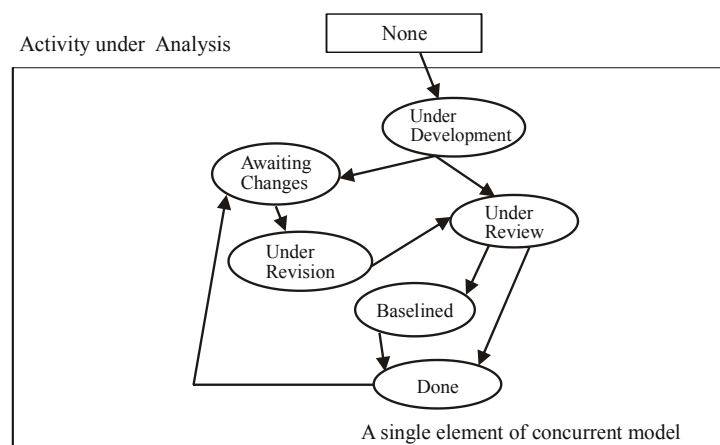 None
Activity under Analysis
Under
Development
Awaiting
Changes
Under
Review
Under
Revision
Baselined
Done
A single element of concurrent model